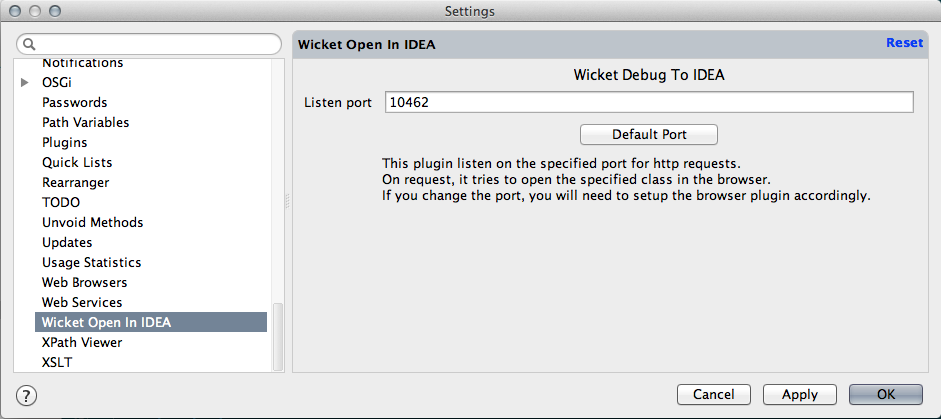 Settings
Notifications
OSGi
Passwords
Path Variables
Plugins
Quick Lists
Rearranger
TODO
Unvoid Methods
Updates
Usage Statistics
Web Browsers
Web Services
Wicket Open In IDEA
XPath Viewer
XSLT
Wicket Open In IDEA
Reset
Wicket Debug To IDEA
Listen port
10462
Default Port
This plugin listen on the specified port for http requests.
On request, it tries to open the specified class in the browser.
If you change the port, you will need to setup the browser plugin accordingly.
?
Cancel
Apply
OK